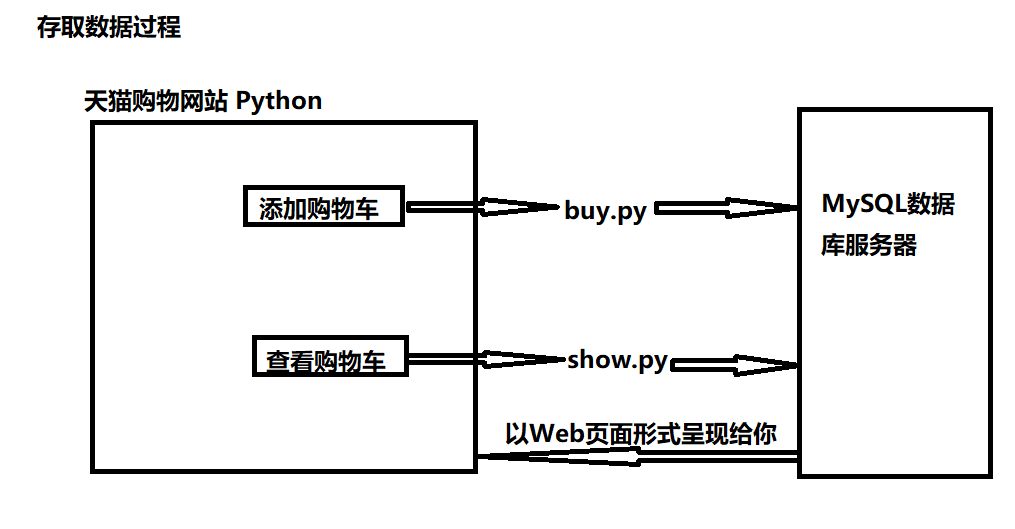 存取数据过程
天猫购物网站 Python
添加购物车
buy.py
MySQL数据
库服务器
查看购物车
show.py
以Web页面形式呈现给你